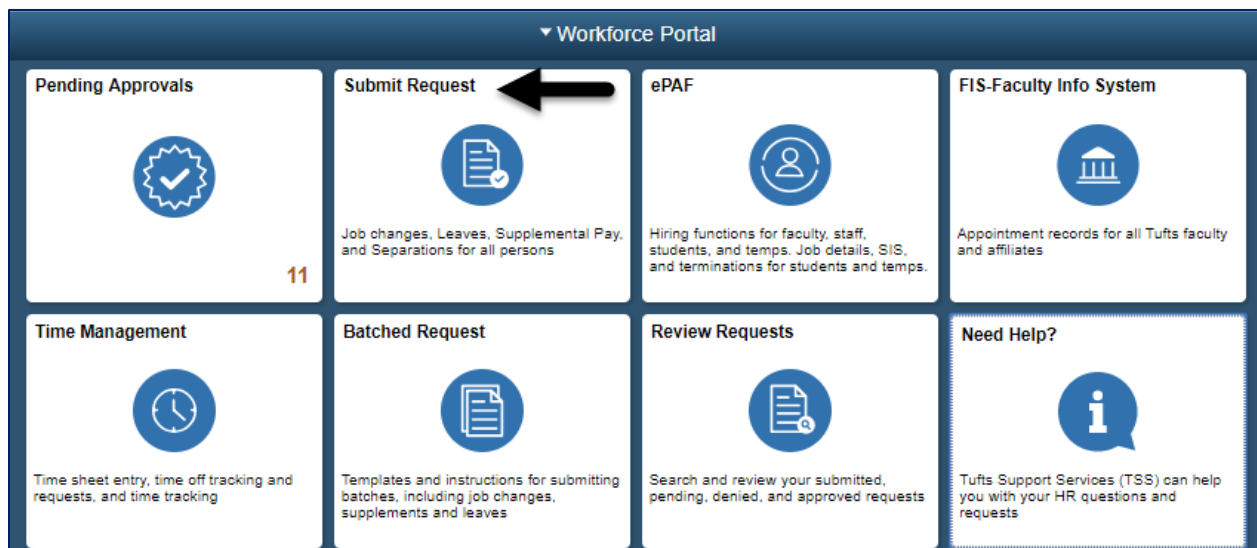 Workforce Portal
Pending Approvals
11
Submit Request
Job changes, Leaves, Supplemental Pay,
and Separations for all persons
ePAF
Hiring functions for faculty, staff,
students, and temps. Job details, SIS,
and terminations for students and temps.
FIS-Faculty Info System
Appointment records for all Tufts faculty
and affiliates
Time Management
Time sheet entry, time off tracking and
requests, and time tracking
Batched Request
Templates and instructions for submitting
batches, including job changes,
supplements and leaves
Review Requests
Search and review your submitted,
pending, denied, and approved requests
Need Help?
Tufts Support Services (TSS) can help
you with your HR questions and
requests